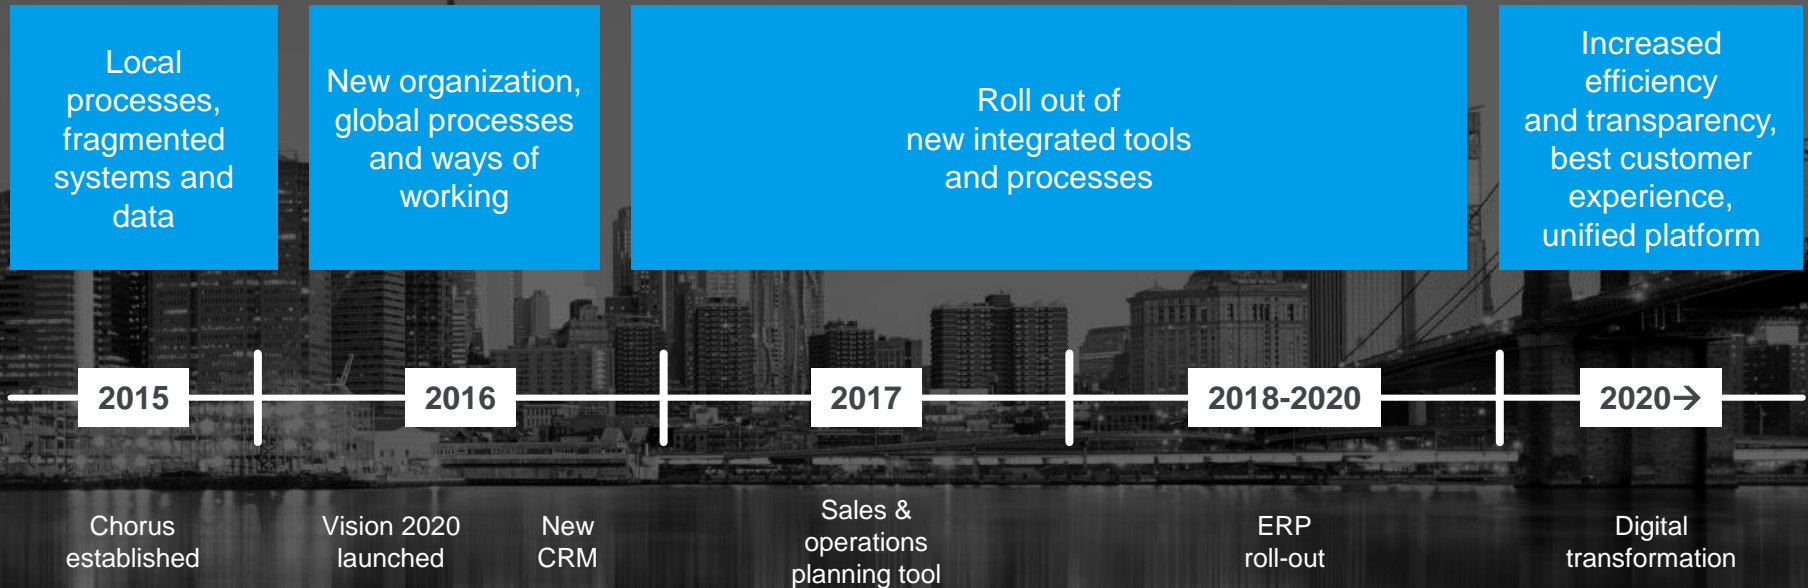 Local
processes,
fragmented
systems and
data
New organization,
global processes
and ways of
working
Roll out of
new integrated tools
and processes
Increased
efficiency
and transparency,
best customer
experience,
unified platform
2015
2016
2017
2018-2020
2020→
Chorus
established
Vision 2020
launched
New
CRM
Sales &
operations
planning tool
ERP
roll-out
Digital
transformation